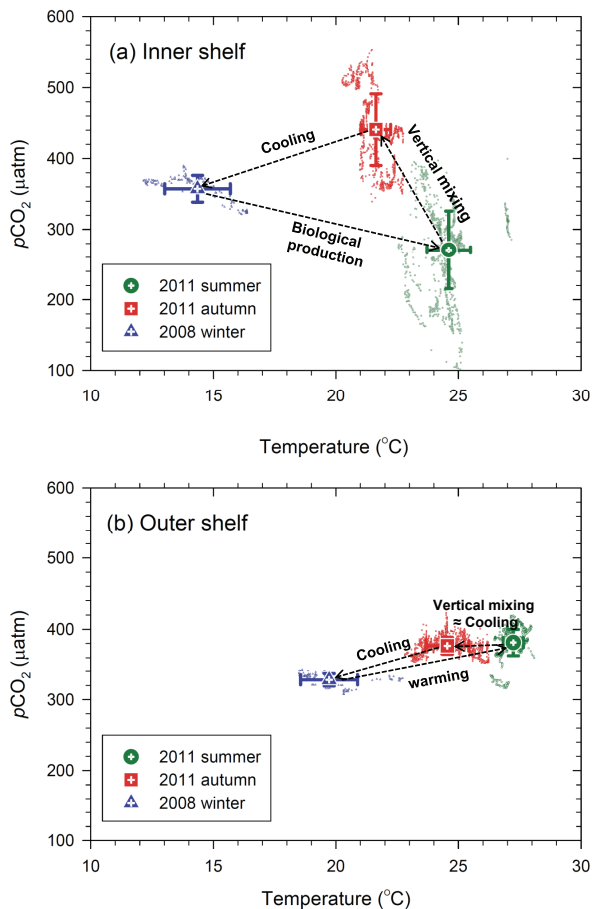 600
(a) Inner shelf
500
400
300
200
100
pCO2 (μatm)
Cooling
Vertical mixing
Biological
production
2011 summer
2011 autumn
2008 winter
10 15 20 25 30
Temperature (°C)
600
(b) Outer shelf
500
400
300
200
100
pCO2 (μatm)
Vertical mixing
≈ Cooling
Cooling
warming
2011 summer
2011 autumn
2008 winter
10 15 20 25 30
Temperature (°C)